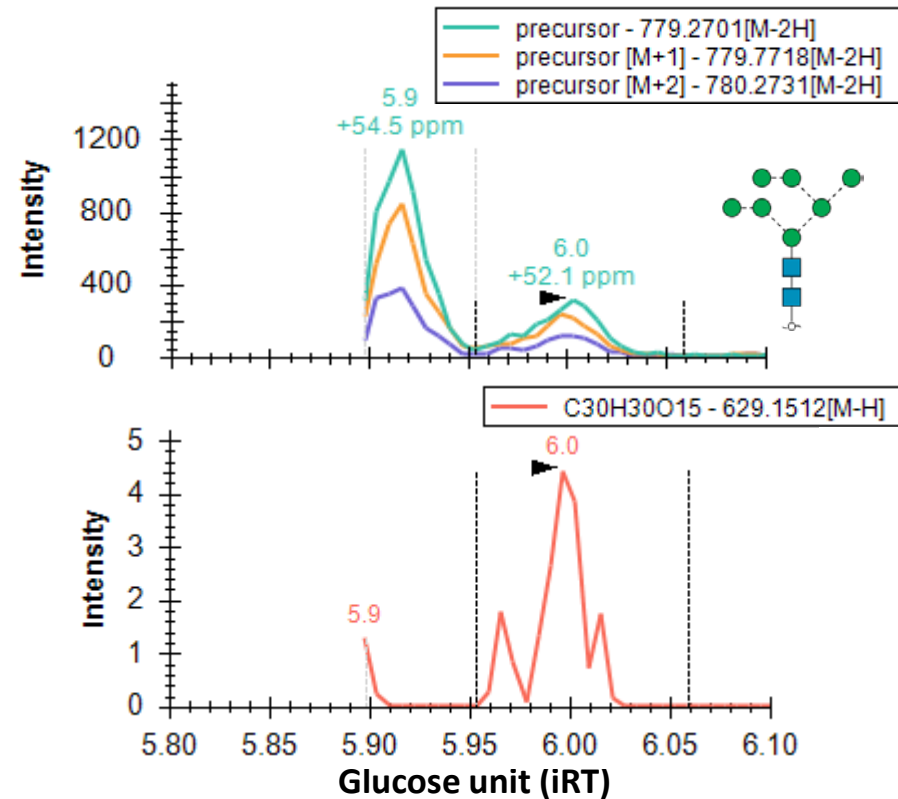 precursor - 779.2701[M-2H]
precursor [M+1] - 779.7718[M-2H]
precursor [M+2] - 780.2731[M-2H]
5.9
+54.5 ppm
6.0
+52.1 ppm
Intensity
1200
800
400
0
C30H30O15 - 629.1512[M-H]
6.0
5.9
Intensity
5
4
3
2
1
0
5.80 5.85 5.90 5.95 6.00 6.05 6.10
Glucose unit (iRT)